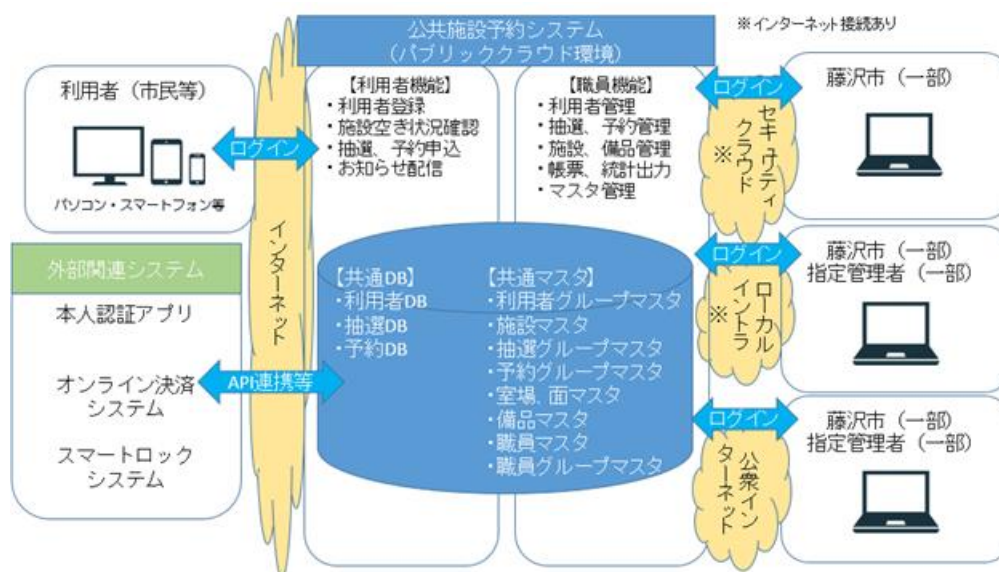 公共施設予約システム
(パブリッククラウド環境)
※インターネット接続あり
利用者(市民等)
パソコン・スマートフォン等
ログイン
インターネット
【利用者機能】
・利用者登録
・施設空き状況確認
・抽選、予約申込
・お知らせ配信
【職員機能】
・利用者管理
・抽選、予約管理
・施設、備品管理
・帳票、統計出力
・マスタ管理
ログイン
セキュリティ
クラウド
※
藤沢市(一部)
外部関連システム
本人認証アプリ
オンライン決済
システム
スマートロック
システム
API連携等
【共通DB】
・利用者DB
・抽選DB
・予約DB
【共通マスタ】
・利用者グループマスタ
・施設マスタ
・抽選グループマスタ
・予約グループマスタ
・室場、面マスタ
・備品マスタ
・職員マスタ
・職員グループマスタ
ログイン
ローカル
イントラ
※
藤沢市(一部)
指定管理者(一部)
ログイン
公衆イン
ターネット
藤沢市(一部)
指定管理者(一部)